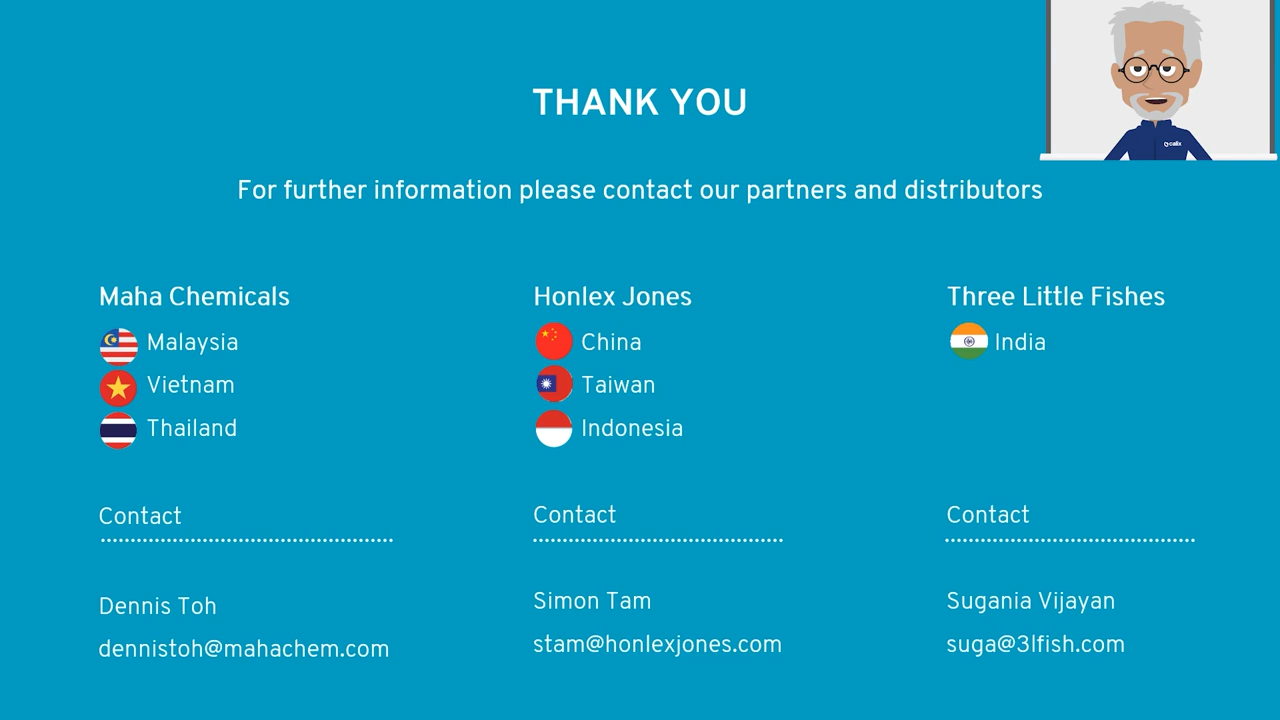 calix
THANK YOU
For further information please contact our partners and distributors
Maha Chemicals
Malaysia
Vietnam
Thailand
Contact
Dennis Toh
dennistoh@mahachem.com
Honlex Jones
China
Taiwan
Indonesia
Contact
Simon Tam
stam@honlexjones.com
Three Little Fishes
India
Contact
Sugania Vijayan
suga@3lfish.com